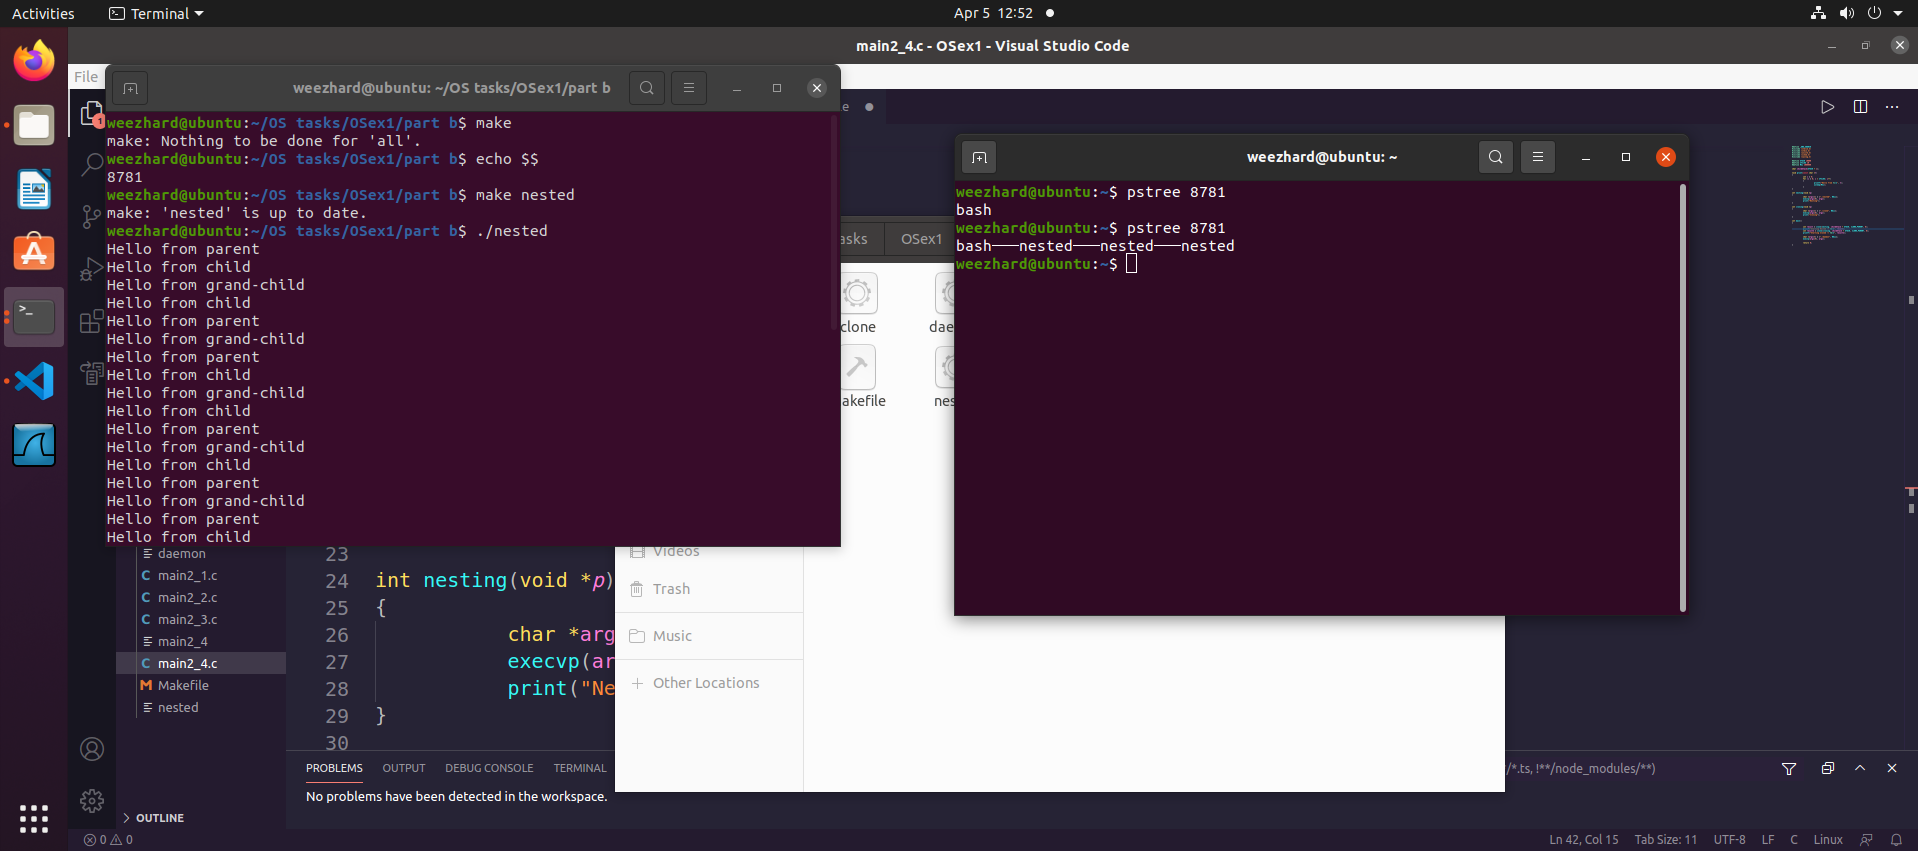 Activities
Terminal
Apr 5 12:52
main2_4.c - OSex1 - Visual Studio Code
File
weezhard@ubuntu: ~/OS tasks/OSex1/part b
weezhard@ubuntu:~/OS tasks/OSex1/part b$ make
make: Nothing to be done for 'all'.
weezhard@ubuntu:~/OS tasks/OSex1/part b$ echo $$
8781
weezhard@ubuntu:~/OS tasks/OSex1/part b$ make nested
make: 'nested' is up to date.
weezhard@ubuntu:~/OS tasks/OSex1/part b$ ./nested
Hello from parent
Hello from child
Hello from grand-child
Hello from child
Hello from parent
Hello from grand-child
Hello from parent
Hello from child
Hello from grand-child
Hello from child
Hello from parent
Hello from grand-child
Hello from child
Hello from parent
Hello from grand-child
Hello from parent
Hello from child
1
e
weezhard@ubuntu: ~
weezhard@ubuntu:~$ pstree 8781
bash
weezhard@ubuntu:~$ pstree 8781
bash───nested───nested───nested
weezhard@ubuntu:~$
asks
OSex1
clone
dae
akefile
nes
Videos
Trash
Music
Other Locations
daemon
C main2_1.c
C main2_2.c
C main2_3.c
main2_4
C main2_4.c
M Makefile
nested
OUTLINE
23
24 int nesting(void *p)
25 {
26 char *arg
27 execvp(ar
28 print("Ne
29 }
30
PROBLEMS OUTPUT DEBUG CONSOLE TERMINAL
/*.ts, !**/node_modules/**)
No problems have been detected in the workspace.
0 0
Ln 42, Col 15 Tab Size: 11 UTF-8 LF C Linux